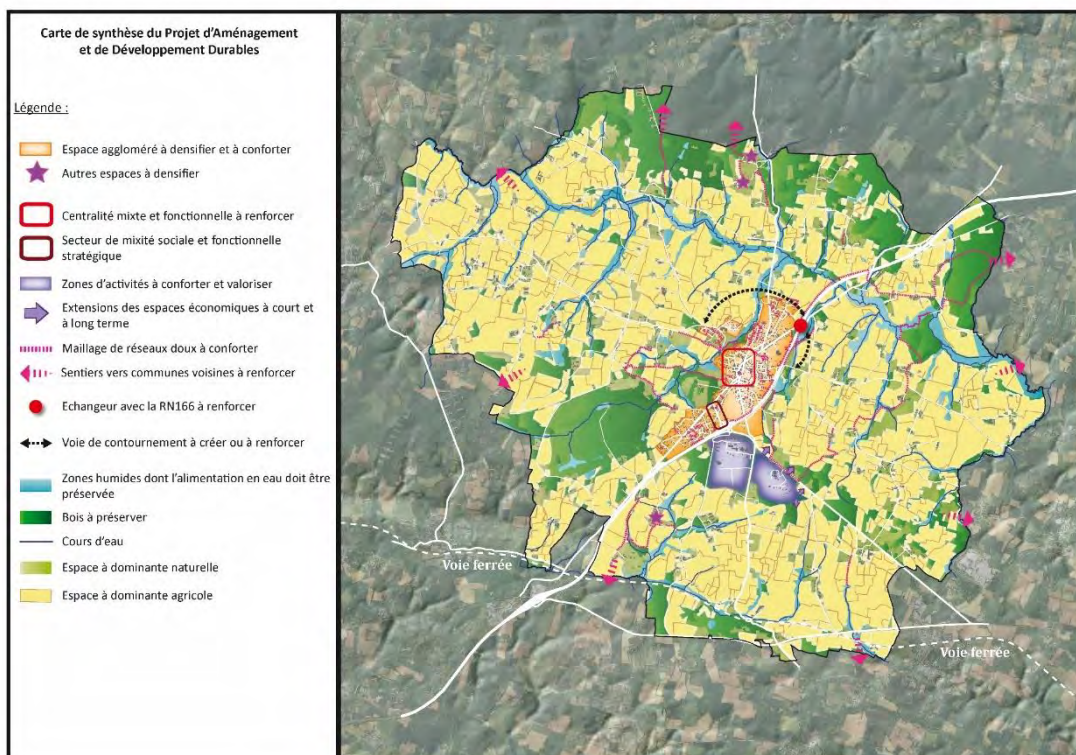 Carte de synthèse du Projet d'Aménagement
et de Développement Durables
Légende :
Espace aggloméré à densifier et à conforter
Autres espaces à densifier
Centralité mixte et fonctionnelle à renforcer
Secteur de mixité sociale et fonctionnelle
stratégique
Zones d'activités à conforter et valoriser
Extensions des espaces économiques à court et
à long terme
Maillage de réseaux doux à conforter
Sentiers vers communes voisines à renforcer
Echangeur avec la RN166 à renforcer
Voie de contournement à créer ou à renforcer
Zones humides dont l'alimentation en eau doit être
préservée
Bois à préserver
Cours d'eau
Espace à dominante naturelle
Espace à dominante agricole
Voie ferrée
Voie ferrée